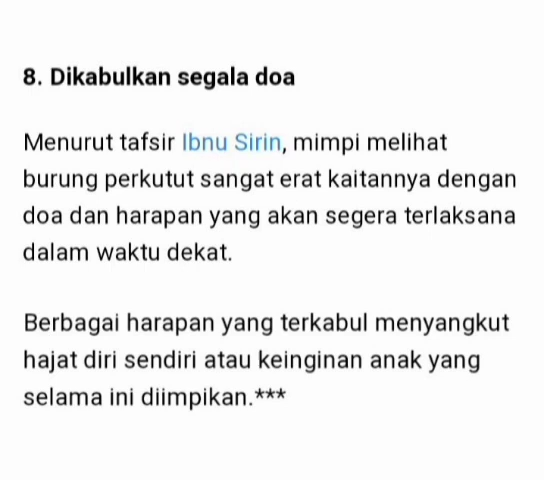 8. Dikabulkan segala doa
Menurut tafsir Ibnu Sirin, mimpi melihat
burung perkutut sangat erat kaitannya dengan
doa dan harapan yang akan segera terlaksana
dalam waktu dekat.
Berbagai harapan yang terkabul menyangkut
hajat diri sendiri atau keinginan anak yang
selama ini diimpikan.***